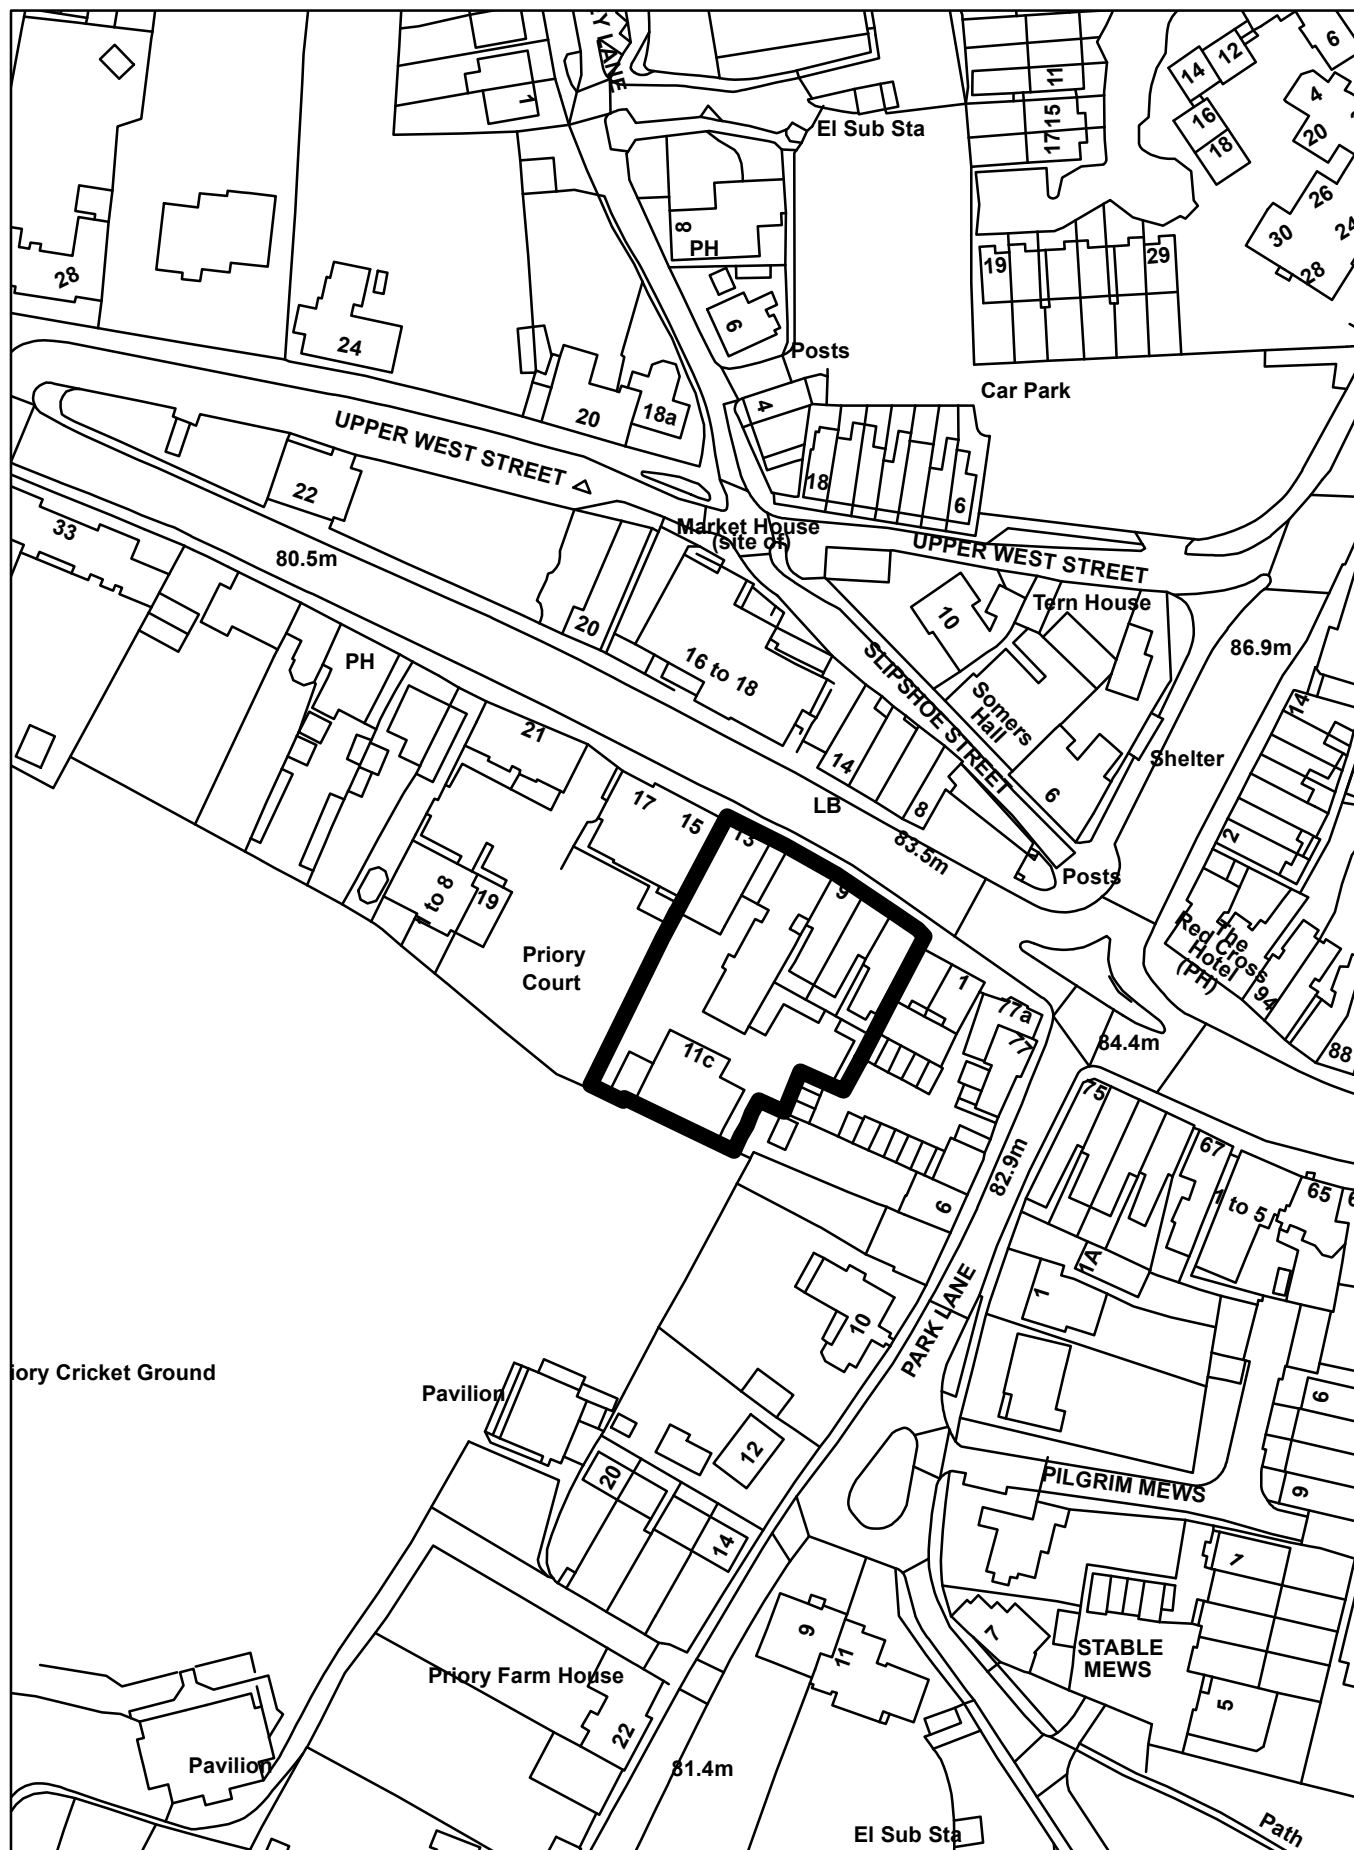 EY LANE
1
El Sub Sta
11
15
17
14
12
6
4
16
18
20
26
30
24
28
28
24
8
PH
6
19
29
Posts
Car Park
4
20
18a
UPPER WEST STREET
22
18
6
33
80.5m
Market House
(site of)
UPPER WEST STREET
20
10
Tern House
86.9m
PH
16 to 18
SLIPSHOE STREET
Somers
Hall
14
21
14
8
6
Shelter
17
15
13
LB
83.5m
2
Posts
1 to 8
19
9
The
Red Cross
Hotel
(PH)
94
88
Priory
Court
1
77a
77
84.4m
11c
75
67
82.9m
6
1 to 5
65
1A
1
10
PARK LANE
iory Cricket Ground
Pavilion
6
12
20
PILGRIM MEWS
9
14
1
9
11
7
STABLE
MEWS
Priory Farm House
22
5
Pavilion
81.4m
El Sub Sta
Path